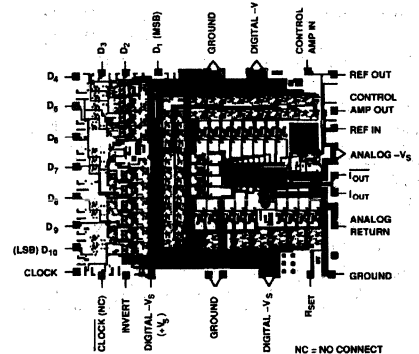 D3
D2
D1 (MSB)
GROUND
DIGITAL -V
CONTROL
AMP IN
D4
D5
D6
D7
D8
D9
(LSB) D10
CLOCK
REF OUT
CONTROL
AMP OUT
REF IN
ANALOG -VS
IOUT
IOUT
ANALOG
RETURN
GROUND
CLOCK (NC)
INVERT
DIGITAL -VS
(+VS)
GROUND
DIGITAL -VS
RSET
NC = NO CONNECT